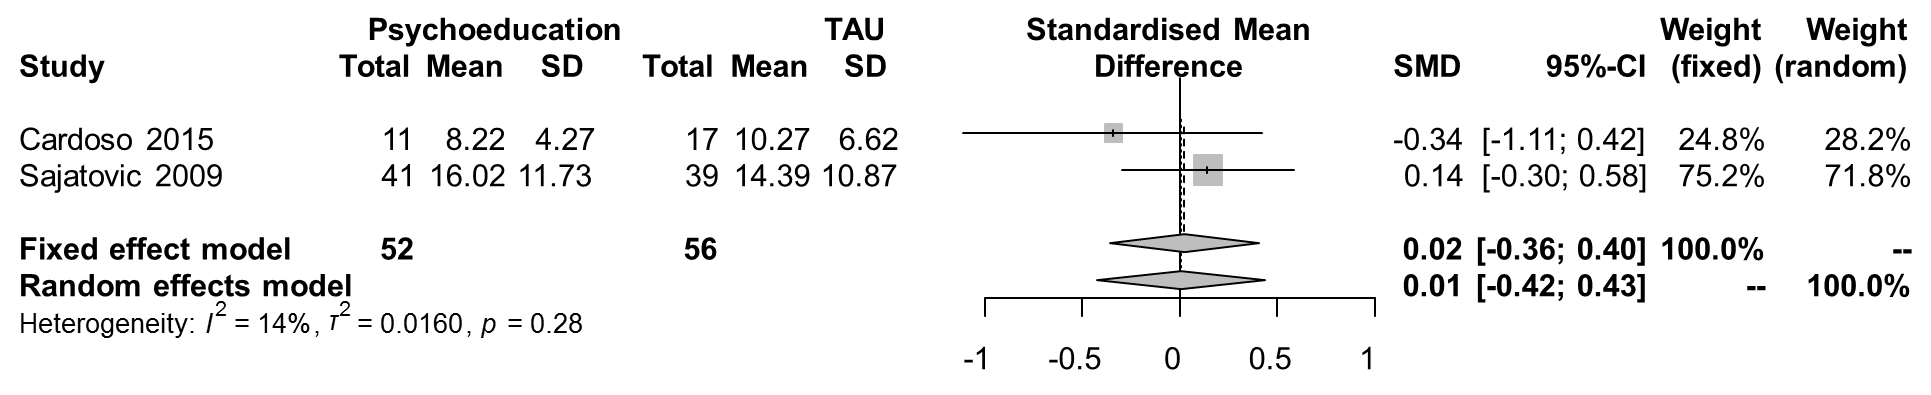 Psychoeducation TAU Standardised Mean Weight Weight
Study Total Mean SD Total Mean SD Difference SMD 95%-CI (fixed) (random)
Cardoso 2015 11 8.22 4.27 17 10.27 6.62 -0.34 [-1.11; 0.42] 24.8% 28.2%
Sajatovic 2009 41 16.02 11.73 39 14.39 10.87 0.14 [-0.30; 0.58] 75.2% 71.8%
Fixed effect model 52 56 0.02 [-0.36; 0.40] 100.0% --
Random effects model 0.01 [-0.42; 0.43] -- 100.0%
Heterogeneity: I² = 14%, τ² = 0.0160, p = 0.28
-1 -0.5 0 0.5 1